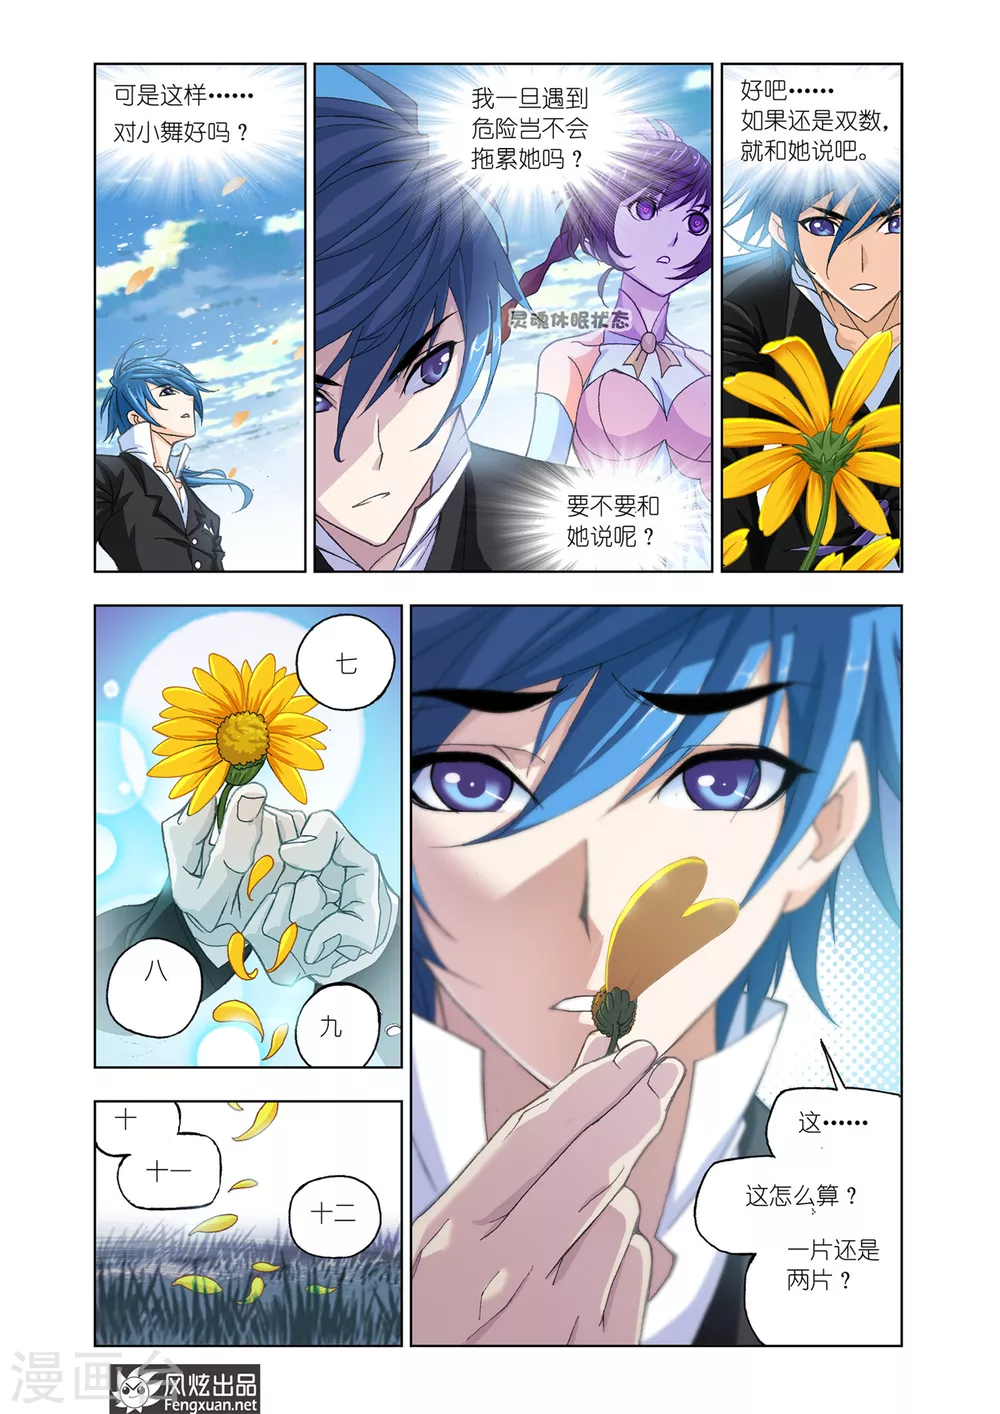 可是这样……
对小舞好吗？
我一旦遇到
危险岂不会
拖累她吗？
灵魂休眠状态
要不要和
她说呢？
好吧……
如果还是双数，
就和她说吧。
七
八
九
十
十一
十二
这……
这怎么算？
一片还是
两片？
漫画台
风炫出品
Fengxuan.net